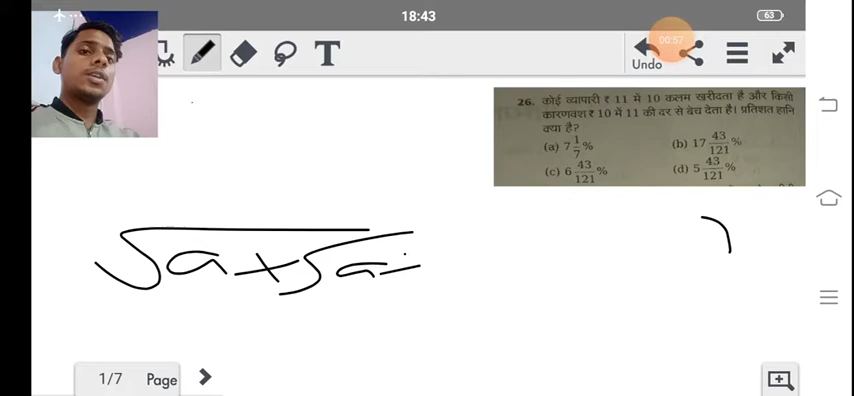 18:43
63
T
Undo
00:57
26. कोई व्यापारी ₹ 11 में 10 कलम खरीदता है और किसी
कारणवश ₹ 10 में 11 की दर से बेच देता है। प्रतिशत हानि
क्या है?
(a) 7 1/7 % (b) 17 43/121 %
(c) 6 43/121 % (d) 5 43/121 %
√a × √a =
)
1/7 Page